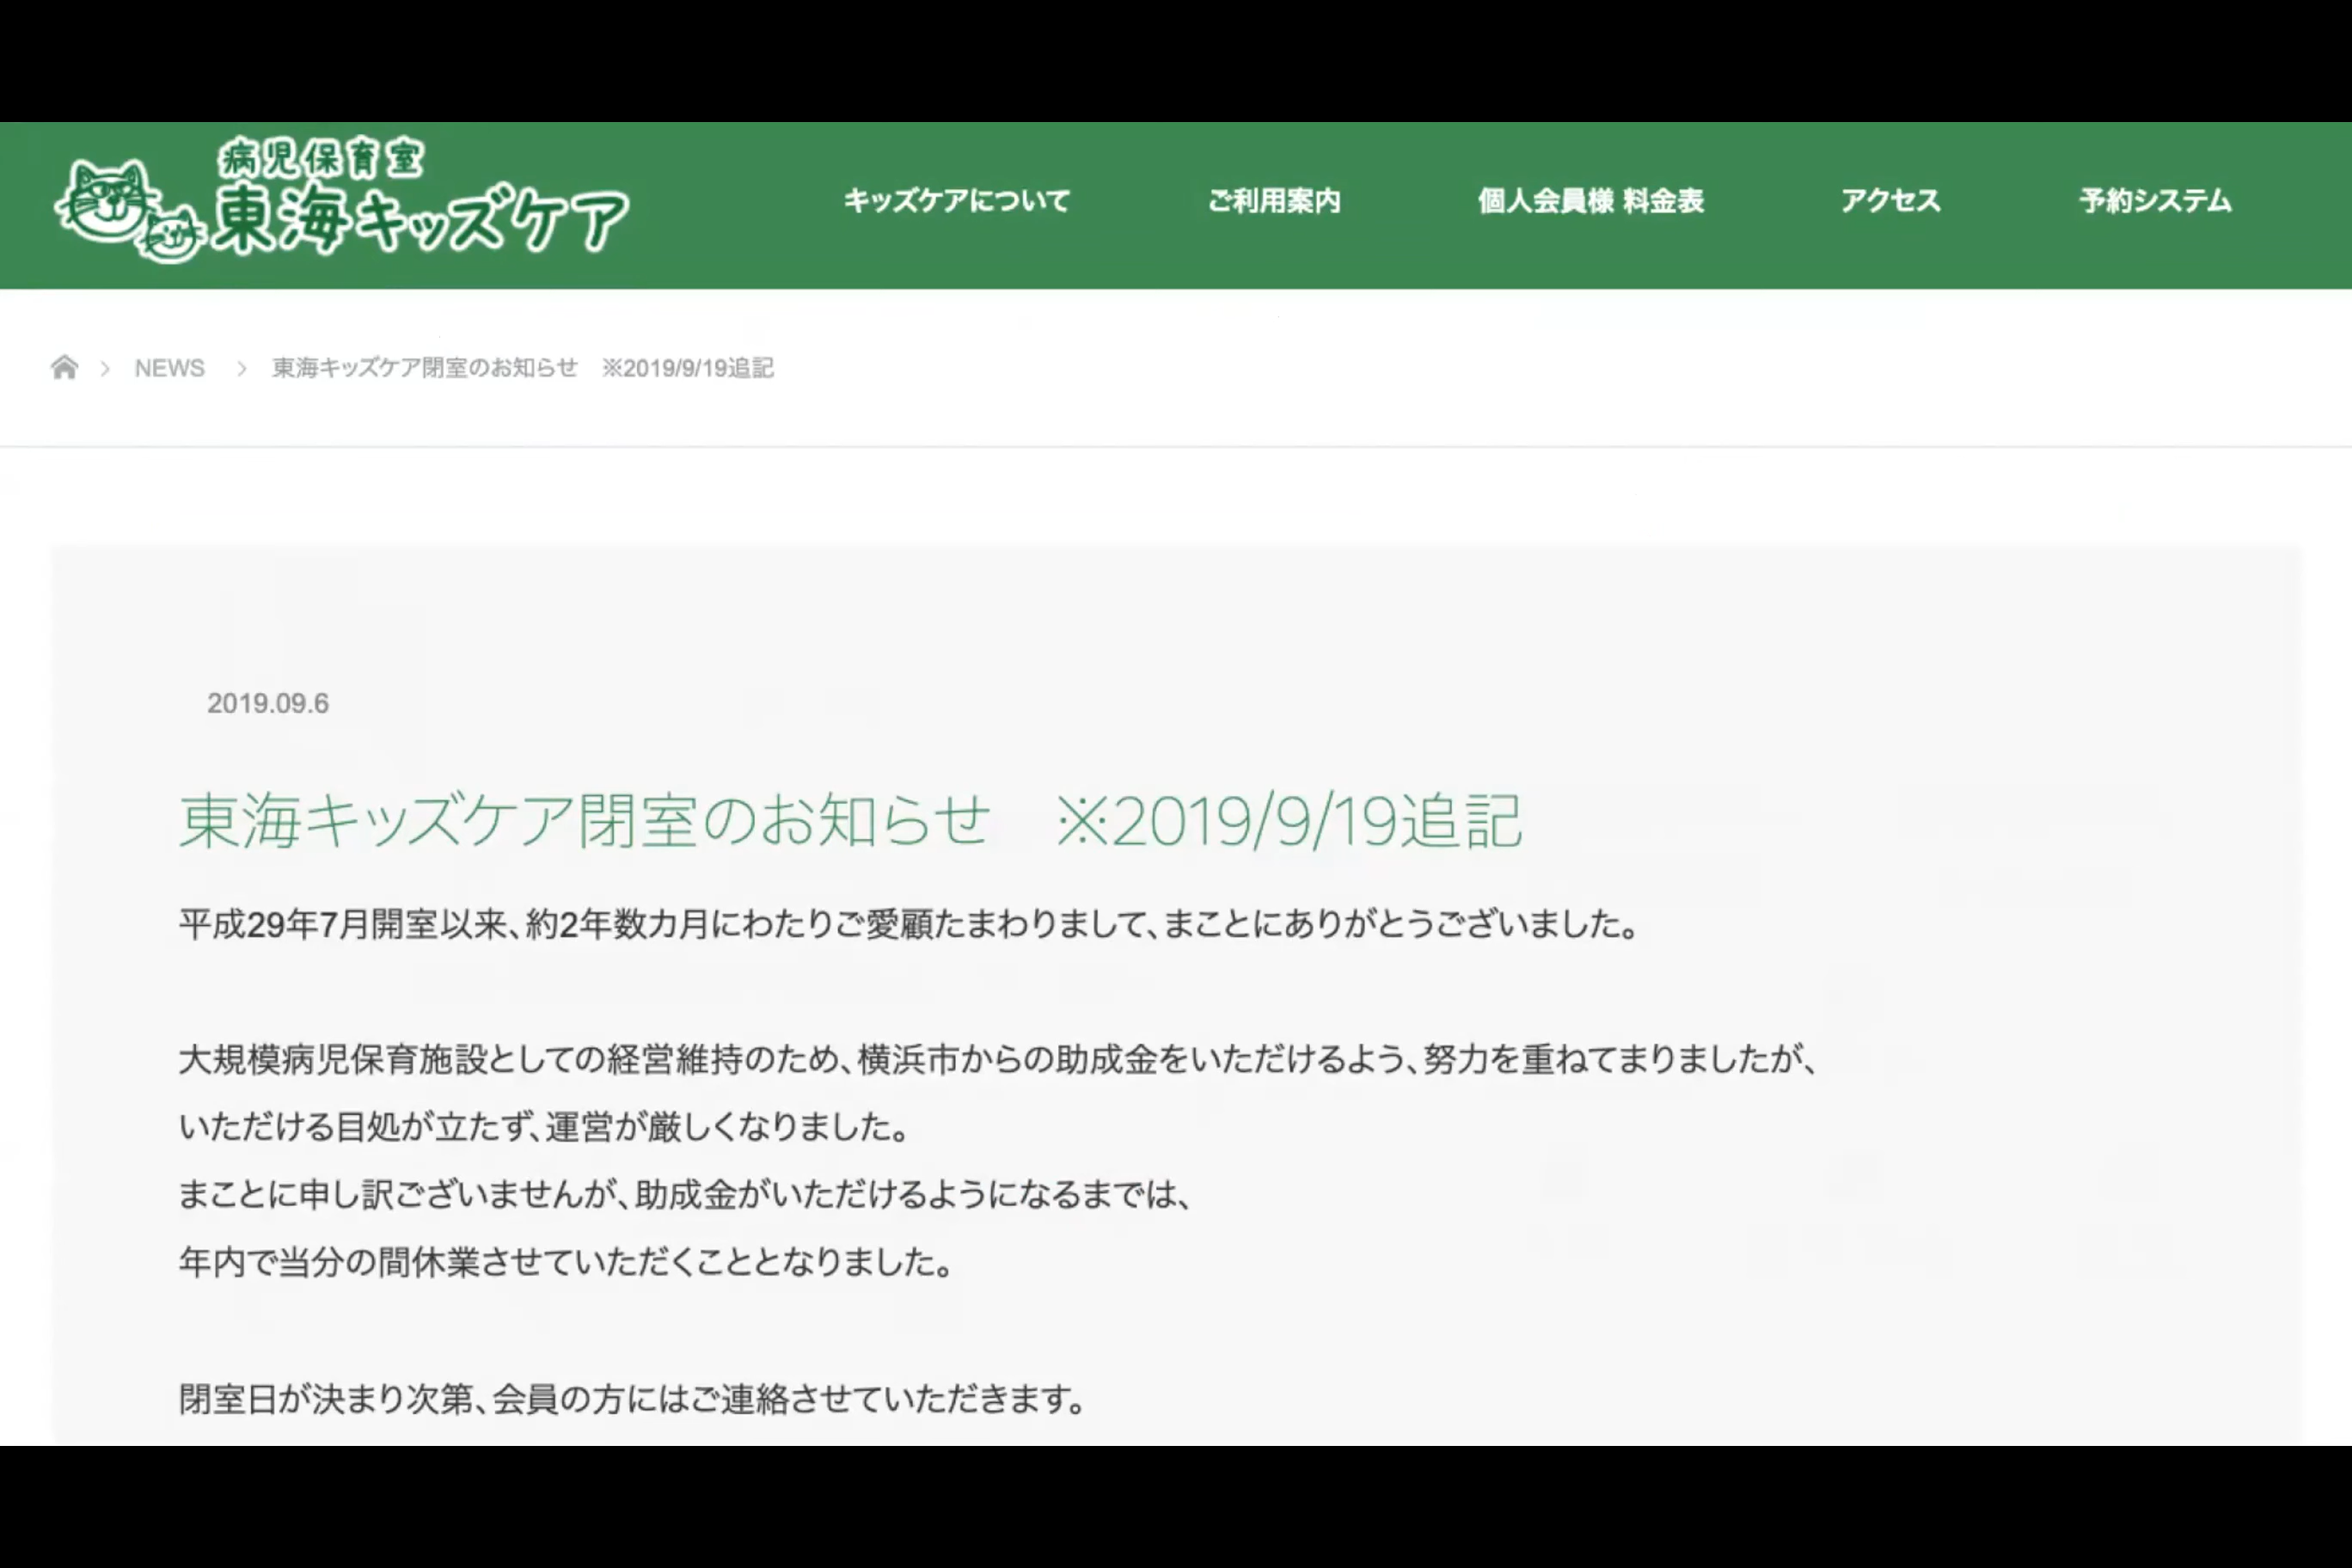 病児保育室
東海キッズケア
キッズケアについて
ご利用案内
個人会員様 料金表
アクセス
予約システム
NEWS
東海キッズケア閉室のお知らせ　※2019/9/19追記
2019.09.6
東海キッズケア閉室のお知らせ　※2019/9/19追記
平成29年7月開室以来、約2年数カ月にわたりご愛顧たまわりまして、まことにありがとうございました。
大規模病児保育施設としての経営維持のため、横浜市からの助成金をいただけるよう、努力を重ねてまりましたが、
いただける目処が立たず、運営が厳しくなりました。
まことに申し訳ございませんが、助成金がいただけるようになるまでは、
年内で当分の間休業させていただくこととなりました。
閉室日が決まり次第、会員の方にはご連絡させていただきます。